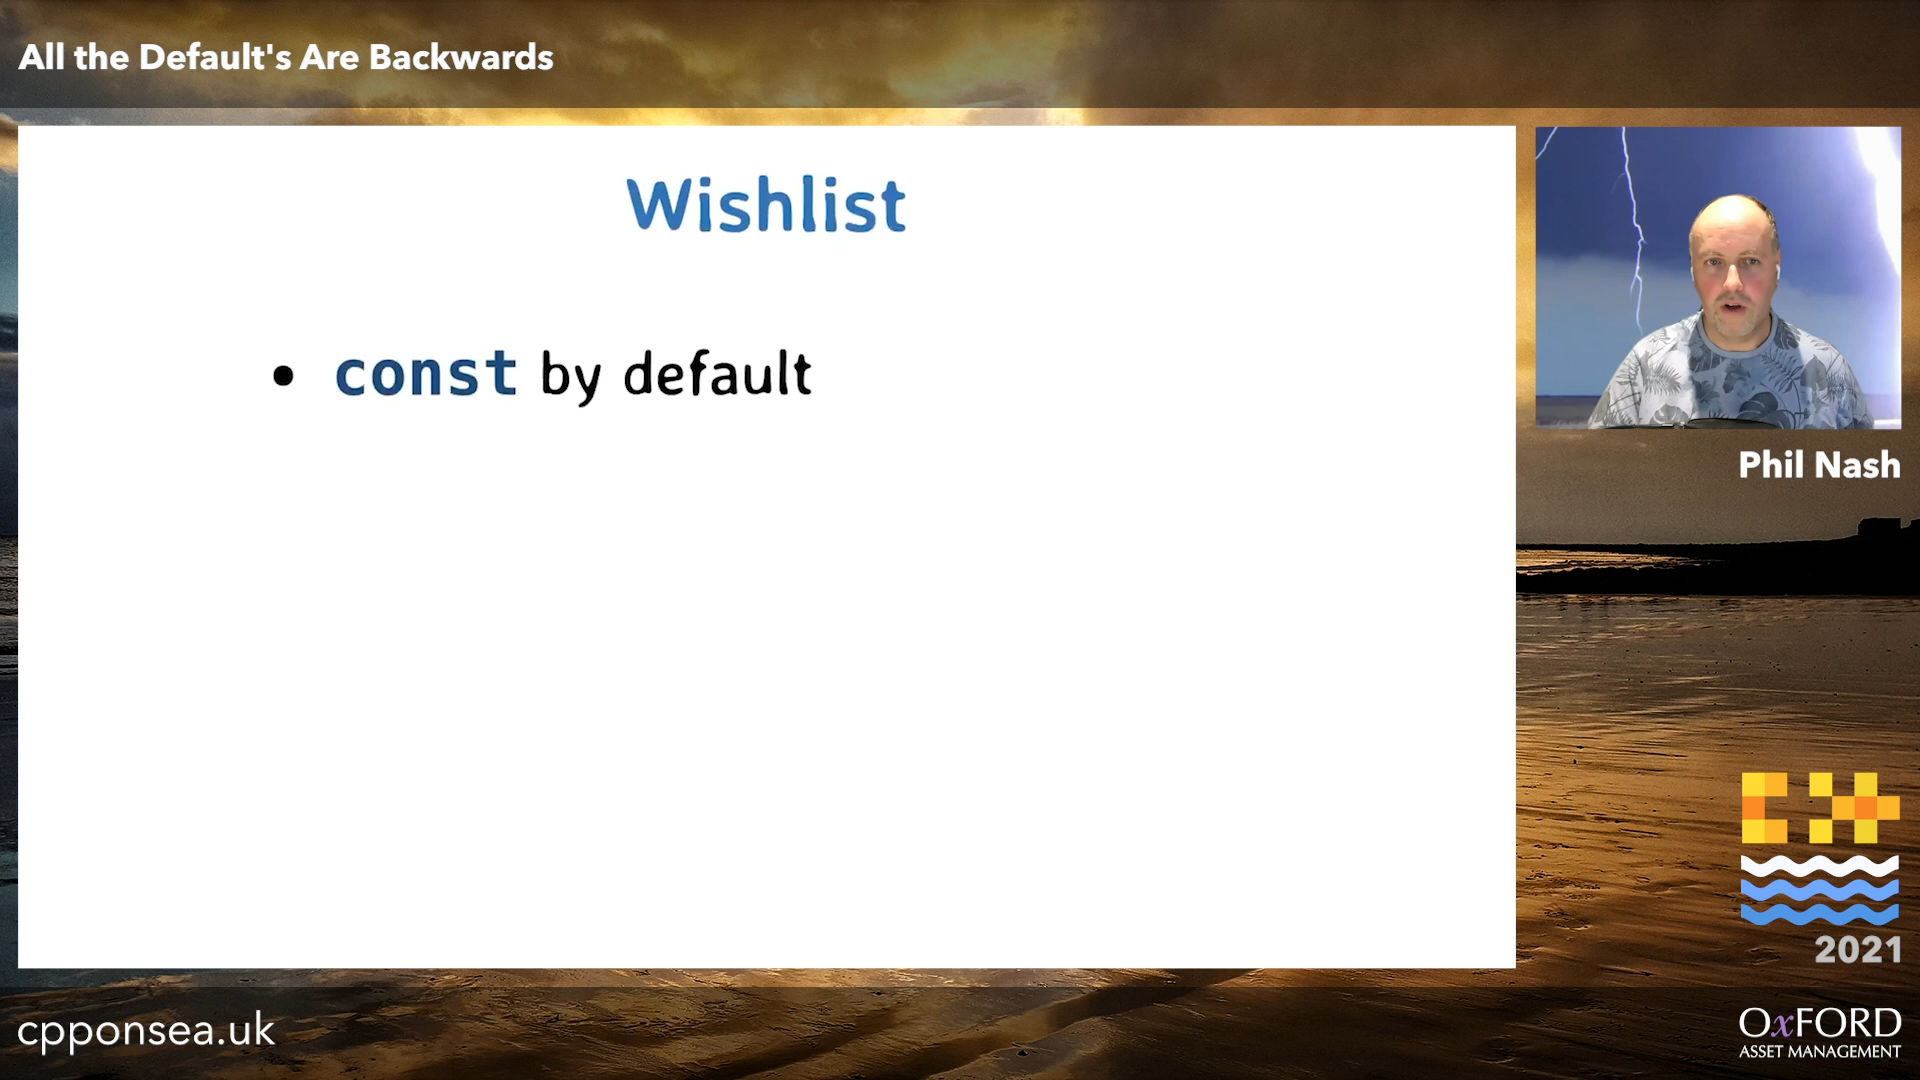 All the Default's Are Backwards
Wishlist
• const by default
Phil Nash
C++
2021
cpponsea.uk
OxFORD
ASSET MANAGEMENT